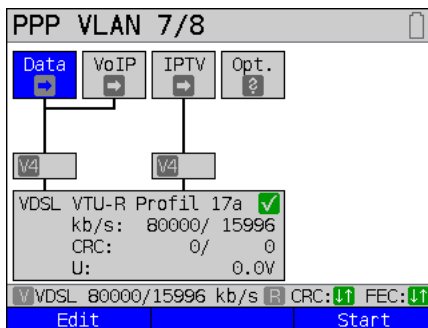 PPP VLAN 7/8
Data VoIP IPTV Opt.
?
V4 V4
VDSL VTU-R Profil 17a
kb/s: 80000/ 15996
CRC: 0/ 0
U: 0.0V
V VDSL 80000/15996 kb/s R CRC: FEC:
Edit Start